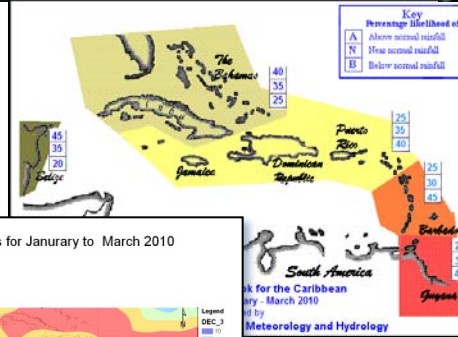 Key
Percentage likelihood of
A Above normal rainfall
N Near normal rainfall
B Below normal rainfall
The
Bahamas
40
35
25
Puerto
Rico
25
35
40
45
35
20
Belize
Jamaica
Dominican
Republic
25
30
45
Barbado
South America
Guyana
s for Janurary to March 2010
ok for the Caribbean
ary - March 2010
ed by
Meteorology and Hydrology
Legend
DEC_3
10